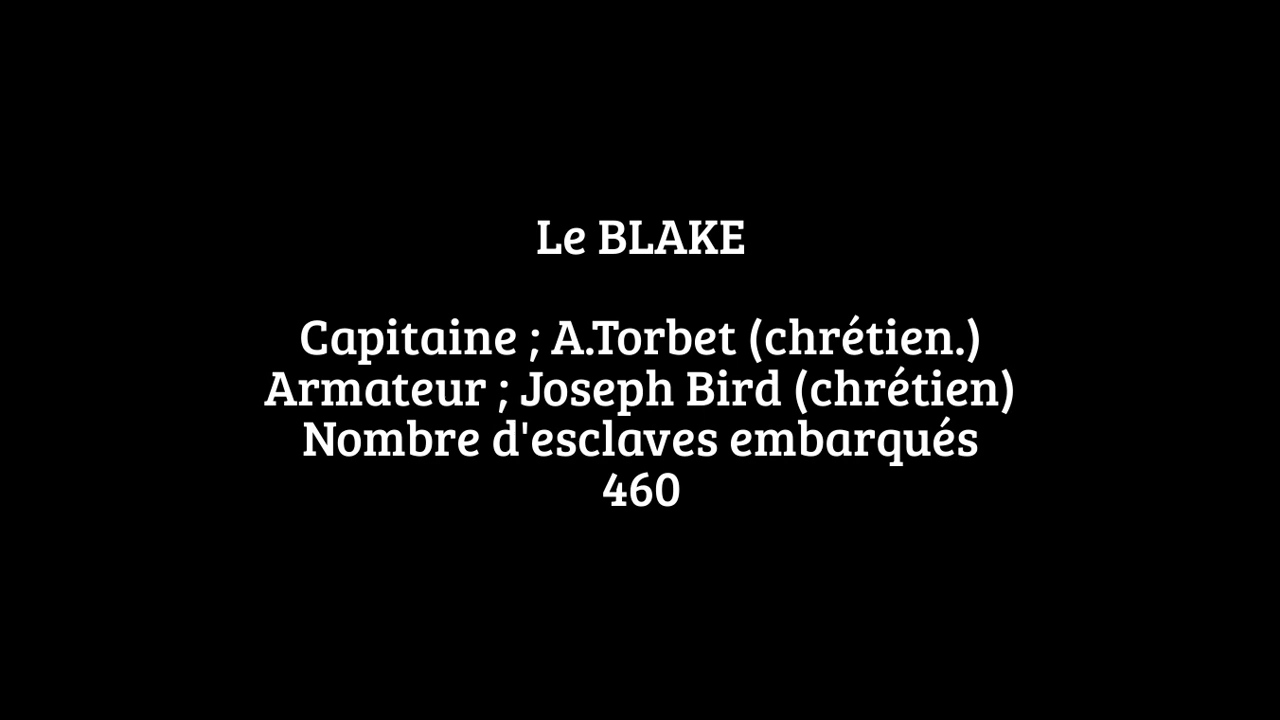 Le BLAKE
Capitaine ; A.Torbet (chrétien.)
Armateur ; Joseph Bird (chrétien)
Nombre d'esclaves embarqués
460